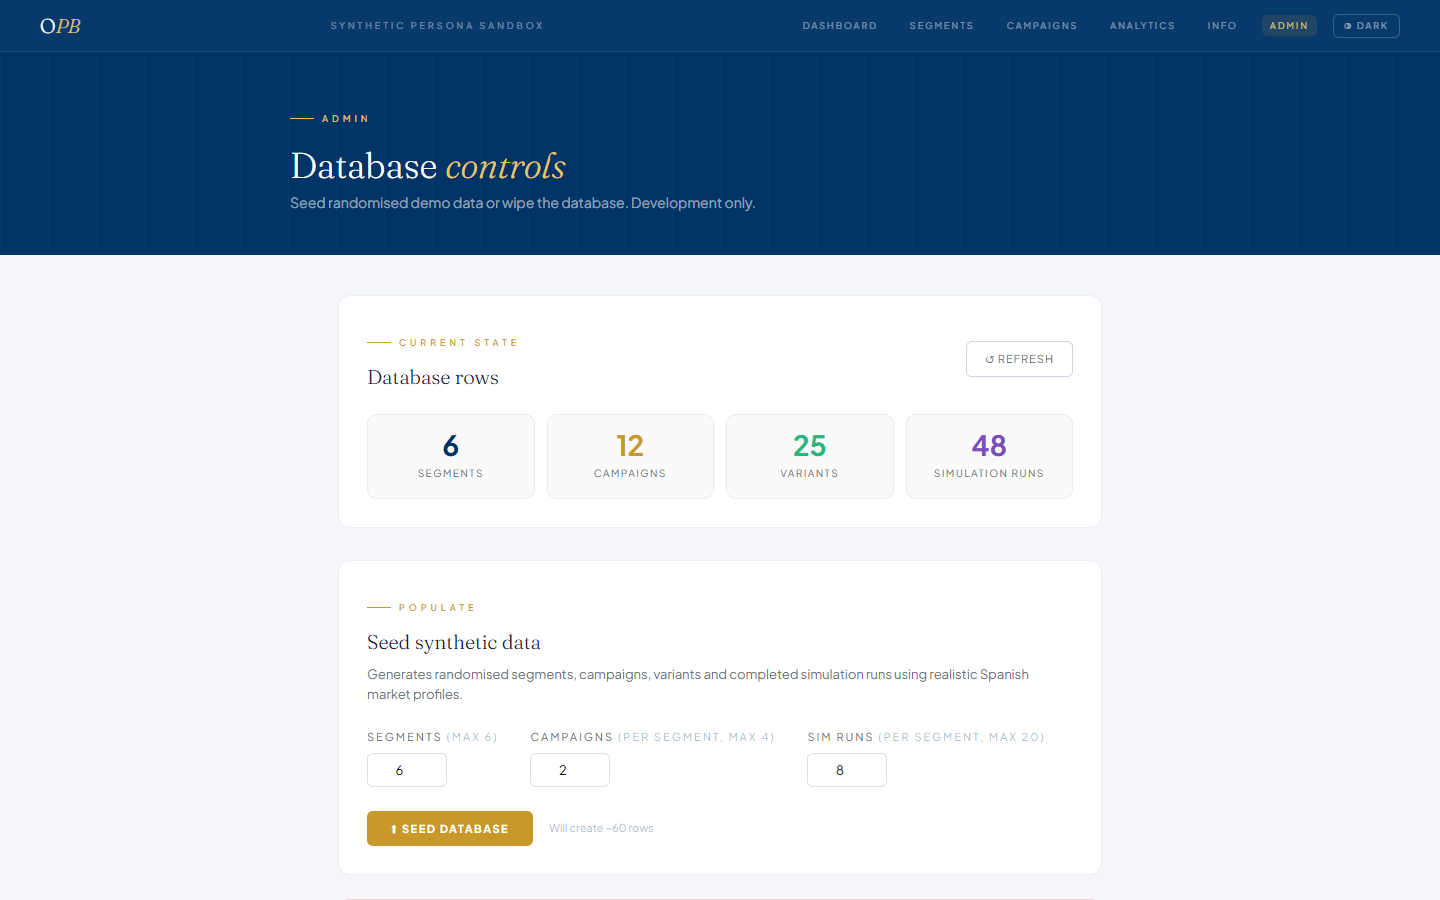 OPB
SYNTHETIC PERSONA SANDBOX
DASHBOARD
SEGMENTS
CAMPAIGNS
ANALYTICS
INFO
ADMIN
DARK
ADMIN
Database controls
Seed randomised demo data or wipe the database. Development only.
CURRENT STATE
Database rows
↺ REFRESH
6
SEGMENTS
12
CAMPAIGNS
25
VARIANTS
48
SIMULATION RUNS
POPULATE
Seed synthetic data
Generates randomised segments, campaigns, variants and completed simulation runs using realistic Spanish
market profiles.
SEGMENTS (MAX 6)
6
CAMPAIGNS (PER SEGMENT, MAX 4)
2
SIM RUNS (PER SEGMENT, MAX 20)
8
⬆ SEED DATABASE
Will create ~60 rows